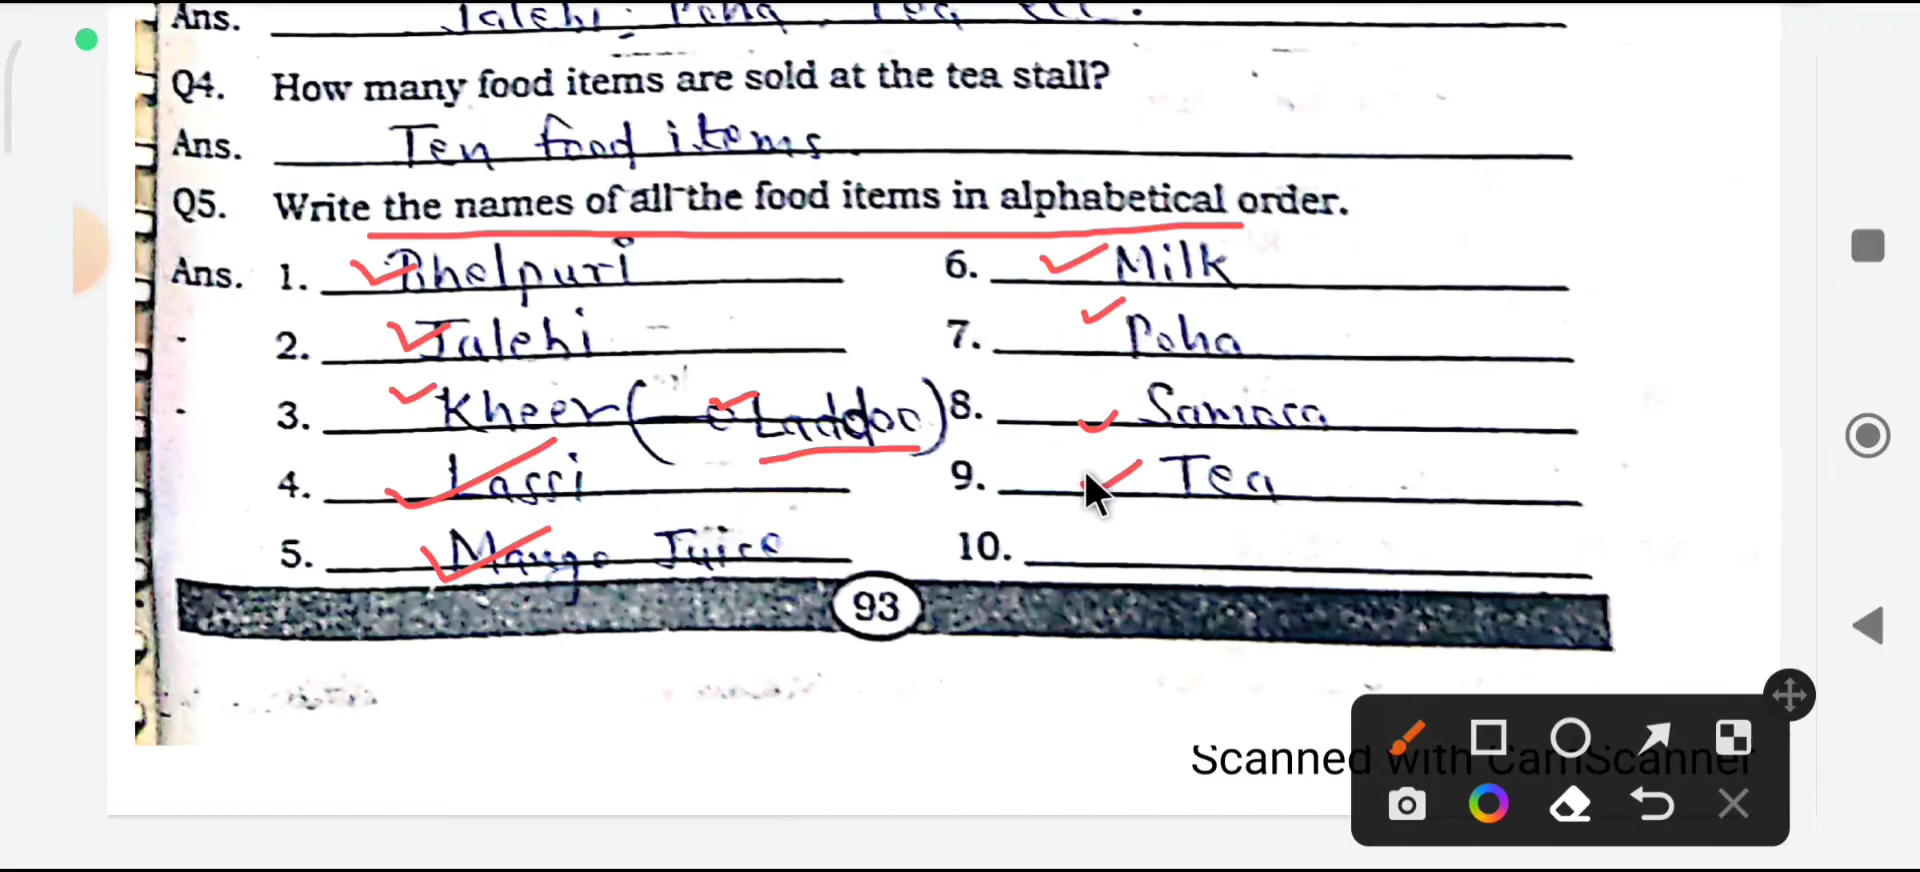 Ans. Jalebi, Poha, Tea etc.
Q4. How many food items are sold at the tea stall?
Ans. Ten food items.
Q5. Write the names of all the food items in alphabetical order.
Ans. 1. Bhelpuri
2. Jalebi
3. Kheer ( Laddoo )
4. Lassi
5. Mango Juice
6. Milk
7. Poha
8. Samosa
9. Tea
10.
93
Scanned with CamScanner